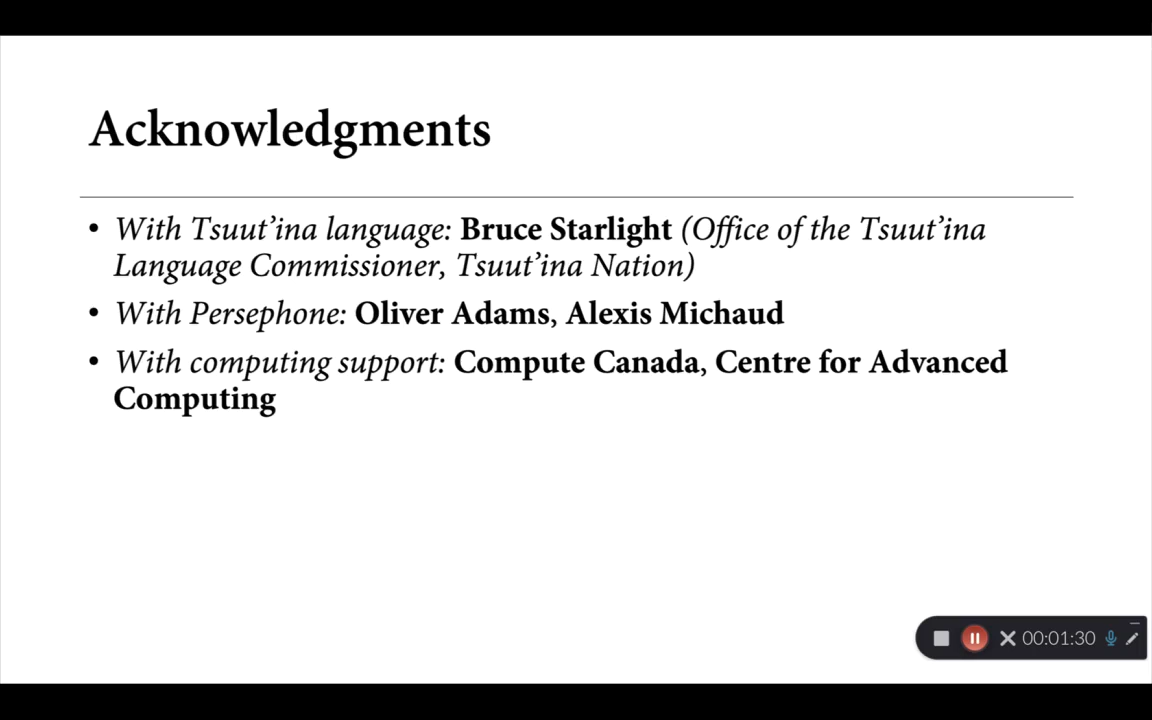 Acknowledgments
• With Tsuut’ina language: Bruce Starlight (Office of the Tsuut’ina
Language Commissioner, Tsuut’ina Nation)
• With Persephone: Oliver Adams, Alexis Michaud
• With computing support: Compute Canada, Centre for Advanced
Computing
00:01:30